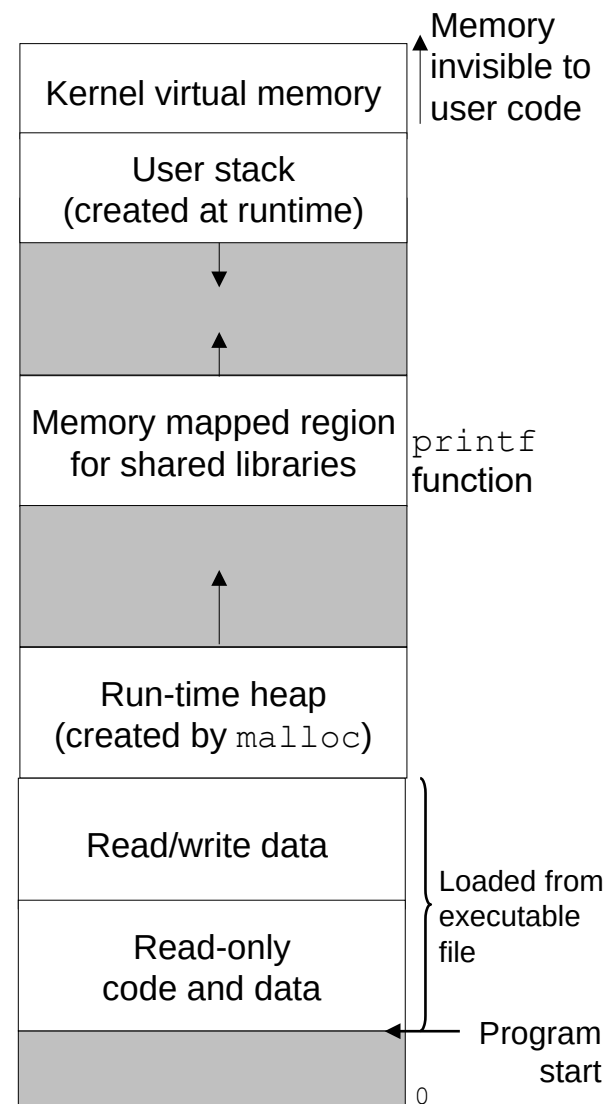 Memory
invisible to
user code
Kernel virtual memory
User stack
(created at runtime)
Memory mapped region
for shared libraries
printf
function
Run-time heap
(created by malloc)
Read/write data
Loaded from
executable
file
Read-only
code and data
Program
start
0